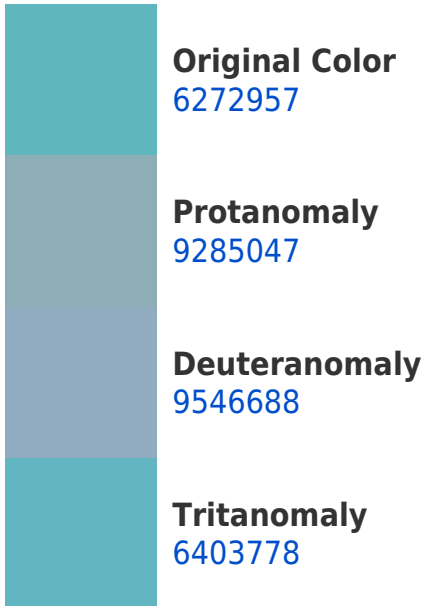 Original Color
6272957
Protanomaly
9285047
Deuteranomaly
9546688
Tritanomaly
6403778